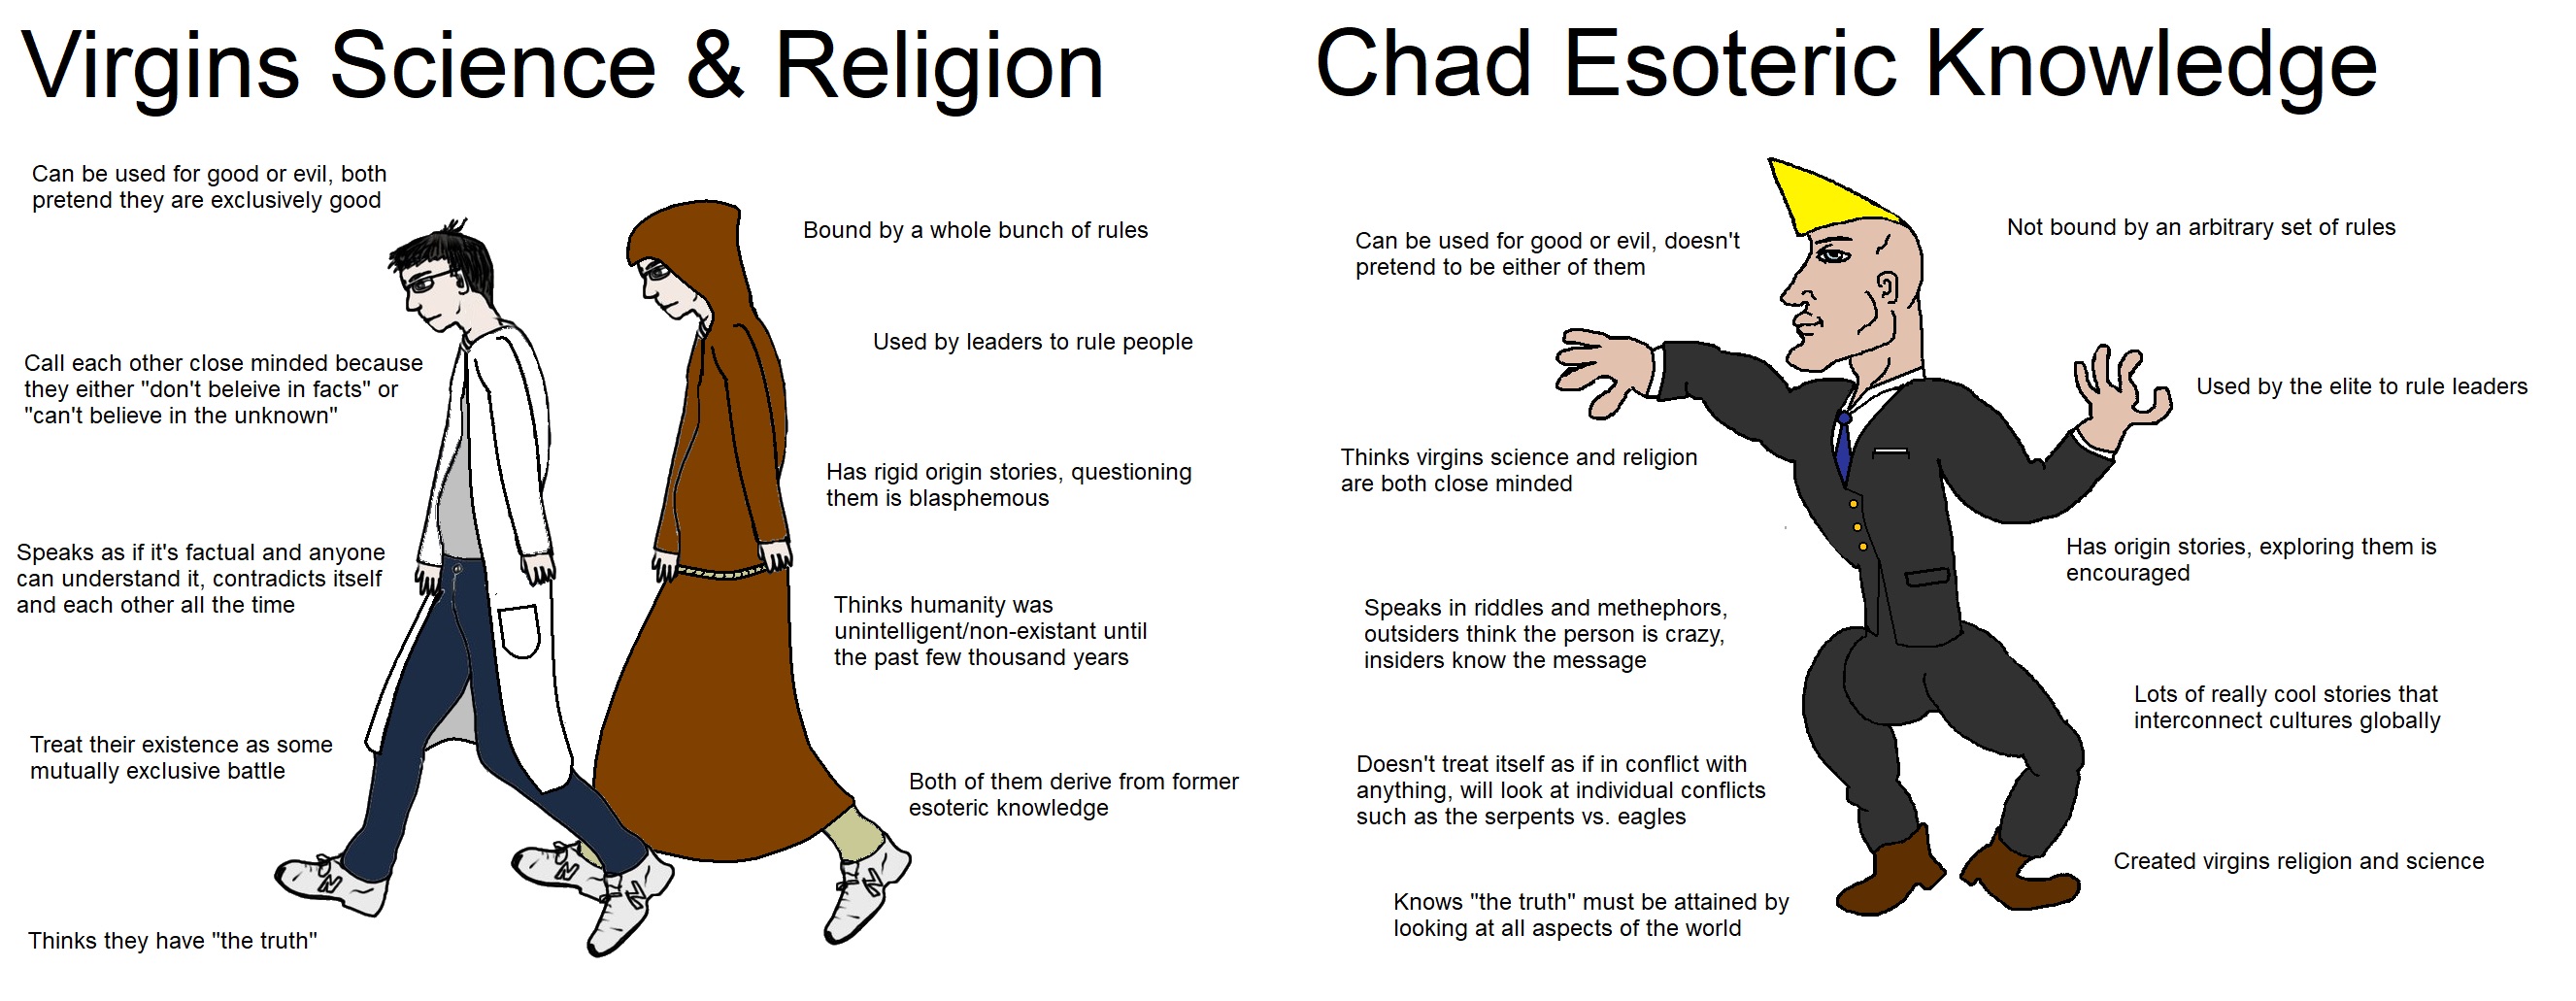 Virgins Science & Religion
Can be used for good or evil, both
pretend they are exclusively good
Bound by a whole bunch of rules
Used by leaders to rule people
Call each other close minded because
they either "don't beleive in facts" or
"can't believe in the unknown"
Has rigid origin stories, questioning
them is blasphemous
Speaks as if it's factual and anyone
can understand it, contradicts itself
and each other all the time
Thinks humanity was
unintelligent/non-existant until
the past few thousand years
Treat their existence as some
mutually exclusive battle
Both of them derive from former
esoteric knowledge
Thinks they have "the truth"
N
N
N
N
Chad Esoteric Knowledge
Can be used for good or evil, doesn't
pretend to be either of them
Not bound by an arbitrary set of rules
Used by the elite to rule leaders
Thinks virgins science and religion
are both close minded
Has origin stories, exploring them is
encouraged
Speaks in riddles and methephors,
outsiders think the person is crazy,
insiders know the message
Lots of really cool stories that
interconnect cultures globally
Doesn't treat itself as if in conflict with
anything, will look at individual conflicts
such as the serpents vs. eagles
Created virgins religion and science
Knows "the truth" must be attained by
looking at all aspects of the world